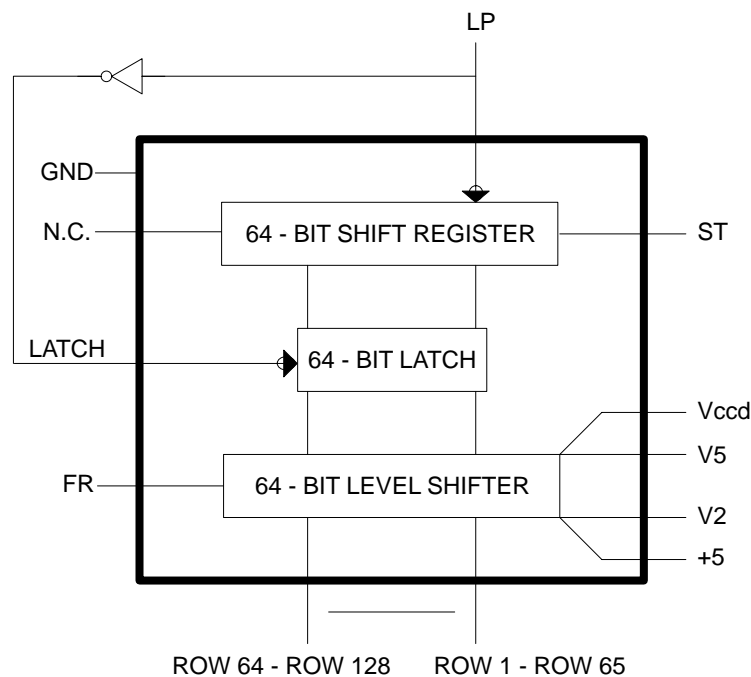 LP
GND
N.C.
64 - BIT SHIFT REGISTER
ST
LATCH
64 - BIT LATCH
Vccd
V5
FR
64 - BIT LEVEL SHIFTER
V2
+5
ROW 64 - ROW 128
ROW 1 - ROW 65